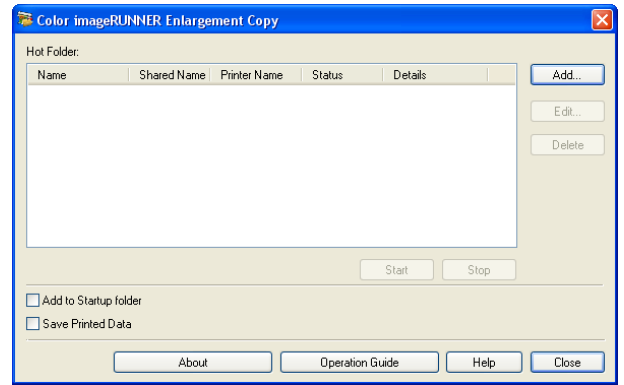 Color imageRUNNER Enlargement Copy
Hot Folder:
Name Shared Name Printer Name Status Details
Add...
Edit...
Delete
Start Stop
Add to Startup folder
Save Printed Data
About Operation Guide Help Close